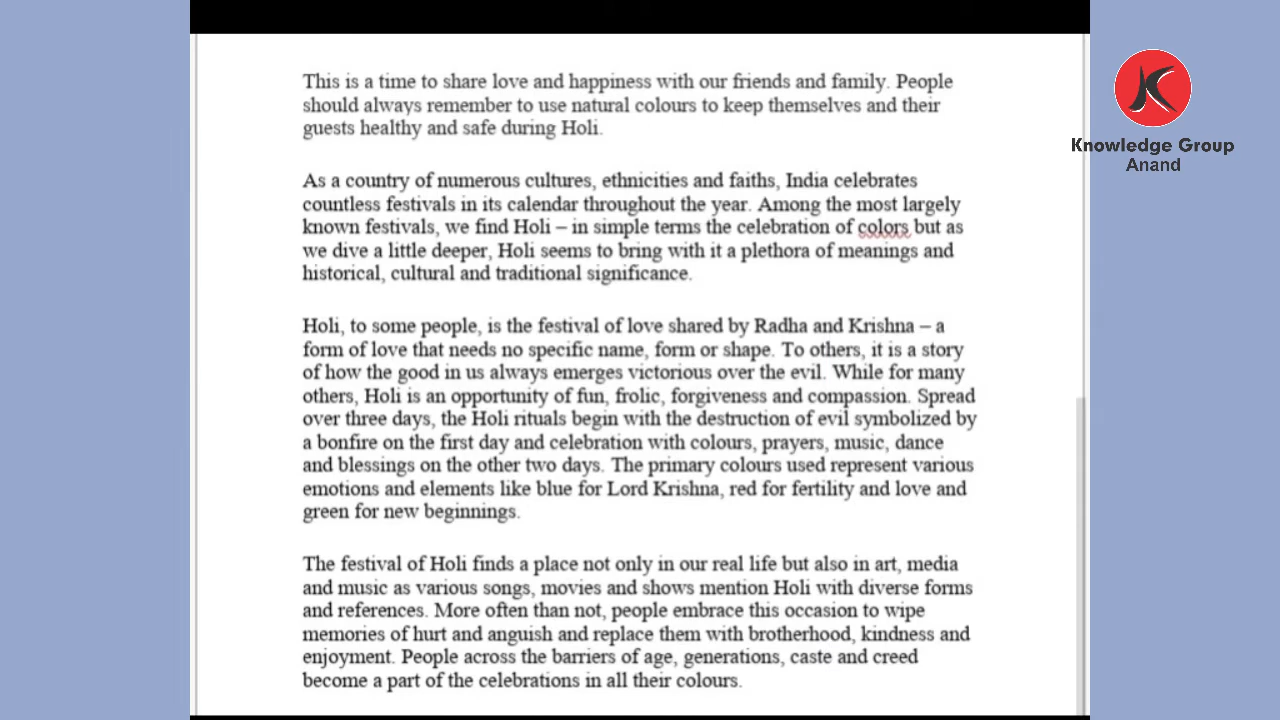 This is a time to share love and happiness with our friends and family. People
should always remember to use natural colours to keep themselves and their
guests healthy and safe during Holi.
As a country of numerous cultures, ethnicities and faiths, India celebrates
countless festivals in its calendar throughout the year. Among the most largely
known festivals, we find Holi – in simple terms the celebration of colors but as
we dive a little deeper, Holi seems to bring with it a plethora of meanings and
historical, cultural and traditional significance.
Holi, to some people, is the festival of love shared by Radha and Krishna – a
form of love that needs no specific name, form or shape. To others, it is a story
of how the good in us always emerges victorious over the evil. While for many
others, Holi is an opportunity of fun, frolic, forgiveness and compassion. Spread
over three days, the Holi rituals begin with the destruction of evil symbolized by
a bonfire on the first day and celebration with colours, prayers, music, dance
and blessings on the other two days. The primary colours used represent various
emotions and elements like blue for Lord Krishna, red for fertility and love and
green for new beginnings.
The festival of Holi finds a place not only in our real life but also in art, media
and music as various songs, movies and shows mention Holi with diverse forms
and references. More often than not, people embrace this occasion to wipe
memories of hurt and anguish and replace them with brotherhood, kindness and
enjoyment. People across the barriers of age, generations, caste and creed
become a part of the celebrations in all their colours.
Knowledge Group
Anand